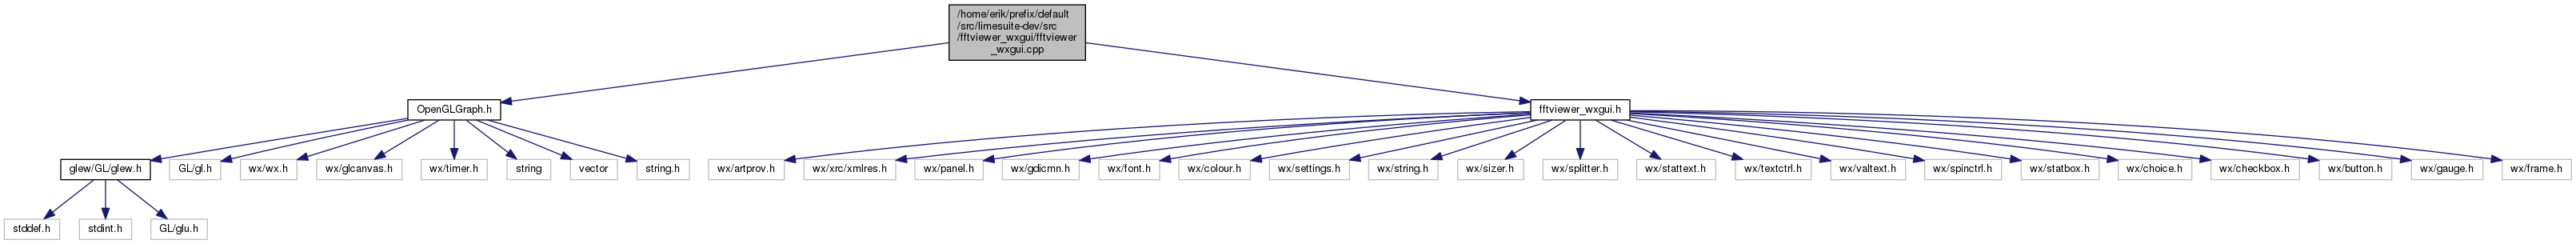 /home/erik/prefix/default
/src/limesuite-dev/src
/fftviewer_wxgui/fftviewer
_wxgui.cpp
OpenGLGraph.h
fftviewer_wxgui.h
glew/GL/glew.h
GL/gl.h
wx/wx.h
wx/glcanvas.h
wx/timer.h
string
vector
string.h
wx/artprov.h
wx/xrc/xmlres.h
wx/panel.h
wx/gdicmn.h
wx/font.h
wx/colour.h
wx/settings.h
wx/string.h
wx/sizer.h
wx/splitter.h
wx/stattext.h
wx/textctrl.h
wx/valtext.h
wx/spinctrl.h
wx/statbox.h
wx/choice.h
wx/checkbox.h
wx/button.h
wx/gauge.h
wx/frame.h
stddef.h
stdint.h
GL/glu.h